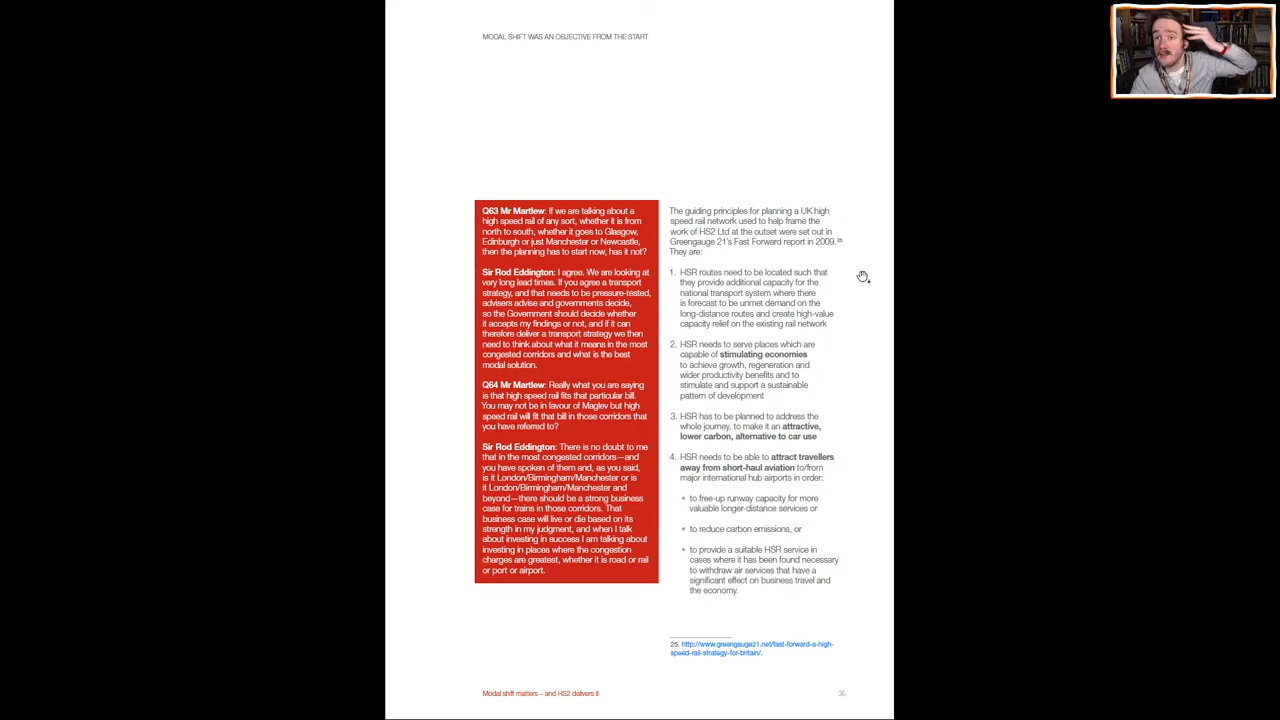 MODAL SHIFT WAS AN OBJECTIVE FROM THE START
Q63 Mr Martlew: If we are talking about a
high speed rail of any sort, whether it is from
north to south, whether it goes to Glasgow,
Edinburgh or just Manchester or Newcastle,
then the planning has to start now, has it not?
Sir Rod Eddington: I agree. We are looking at
very long lead times. If you agree a transport
strategy, and that needs to be pressure-tested,
advisers advise and governments decide,
so the Government should decide whether
it accepts my findings or not, and if it can
therefore deliver a transport strategy we then
need to think about what it means in the most
congested corridors and what is the best
modal solution.
Q64 Mr Martlew: Really what you are saying
is that high speed rail fits that particular bill.
You may not be in favour of Maglev but high
speed rail will fit that bill in those corridors that
you have referred to?
Sir Rod Eddington: There is no doubt to me
that in the most congested corridors—and
you have spoken of them and, as you said,
is it London/Birmingham/Manchester or is
it London/Birmingham/Manchester and
beyond—there should be a strong business
case for trains in those corridors. That
business case will live or die based on its
strength in my judgment, and when I talk
about investing in success I am talking about
investing in places where the congestion
charges are greatest, whether it is road or rail
or port or airport.
The guiding principles for planning a UK high
speed rail network used to help frame the
work of HS2 Ltd at the outset were set out in
Greengauge 21's Fast Forward report in 2009.25
They are:
1. HSR routes need to be located such that
they provide additional capacity for the
national transport system where there
is forecast to be unmet demand on the
long-distance routes and create high-value
capacity relief on the existing rail network
2. HSR needs to serve places which are
capable of stimulating economies
to achieve growth, regeneration and
wider productivity benefits and to
stimulate and support a sustainable
pattern of development
3. HSR has to be planned to address the
whole journey, to make it an attractive,
lower carbon, alternative to car use
4. HSR needs to be able to attract travellers
away from short-haul aviation to/from
major international hub airports in order:
• to free-up runway capacity for more
valuable longer-distance services or
• to reduce carbon emissions, or
• to provide a suitable HSR service in
cases where it has been found necessary
to withdraw air services that have a
significant effect on business travel and
the economy.
25. http://www.greengauge21.net/fast-forward-a-high-
speed-rail-strategy-for-britain/.
Modal shift matters – and HS2 delivers it
35